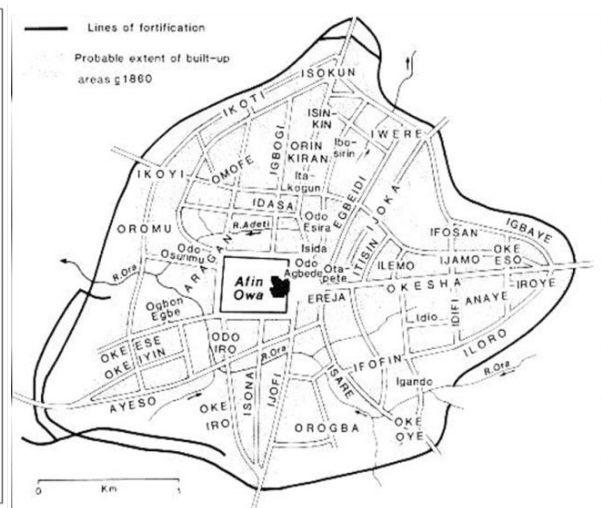 Lines of fortification
Probable extent of built-up
areas c1860
ISOKUN
IKOTI
ISIN-
KIN
IWERE
IGBOGI
ORIN
KIRAN
Ibo-
sirin
OMOFE
IKOYI
Ita-
Ikogun
EGBEIDI
IJOKA
IDASA
OROMU
R.Adeti
Odo
Esira
IFOSAN
IGBAYE
Odo
Osunmu
ARAGAN
Isida
ITISIN
OKE
ESO
R.Ora
Afin
Owa
Odo
Agbede
Ota-
pete
ILEMO
IJAMO
OKESHA
IROYE
EREJA
ANAYE
Ogbon
Egbe
Idio
IDIFI
OKE ESE
OKE IYIN
ODO
IRO
R.Ora
ILORO
IFOFIN
R.Ora
ISARE
Igando
AYESO
OKE
IRO
ISONA
IJOFI
OROGBA
OKE
OYE
0 1
Km